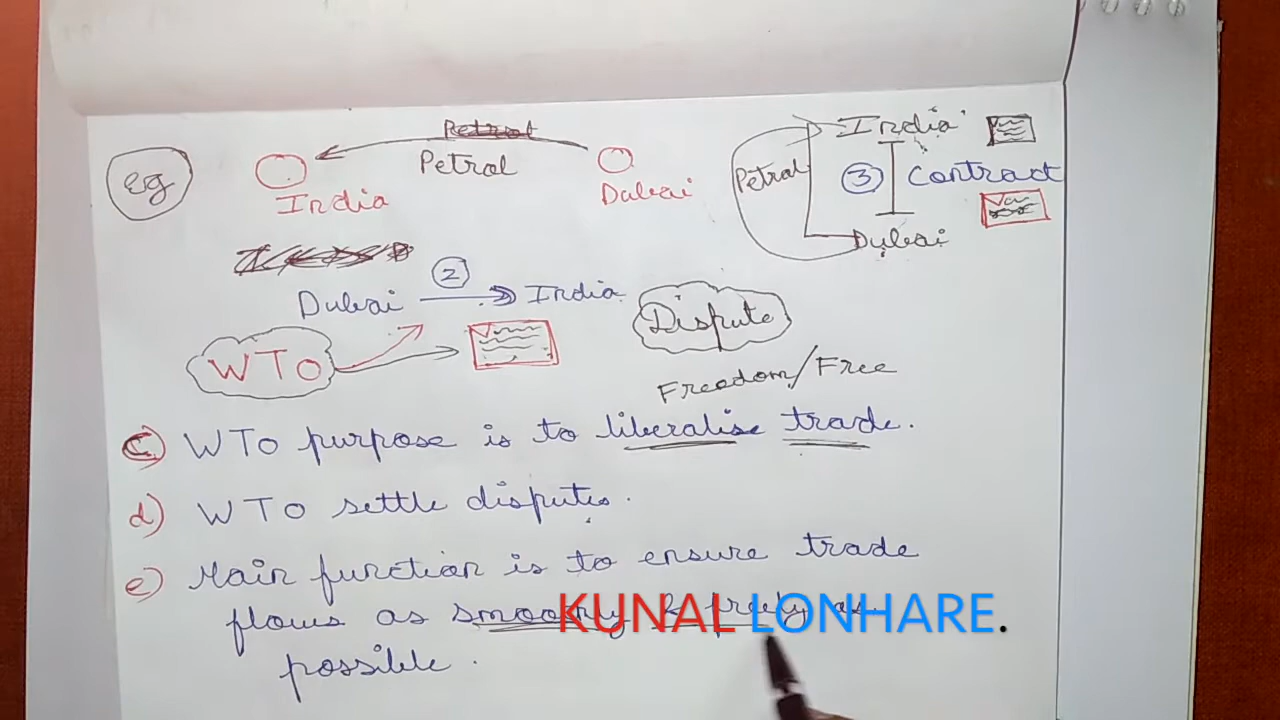 Eg
Petrol
Petrol
India
Dubai
India
Petrol
3
Contract
Dubai
2
Dubai
India
Dispute
WTO
Freedom/Free
c) WTO purpose is to liberalise trade.
d) WTO settle disputes.
e) Main function is to ensure trade
flows as smoothly & freely as
possible.
KUNAL LONHARE.